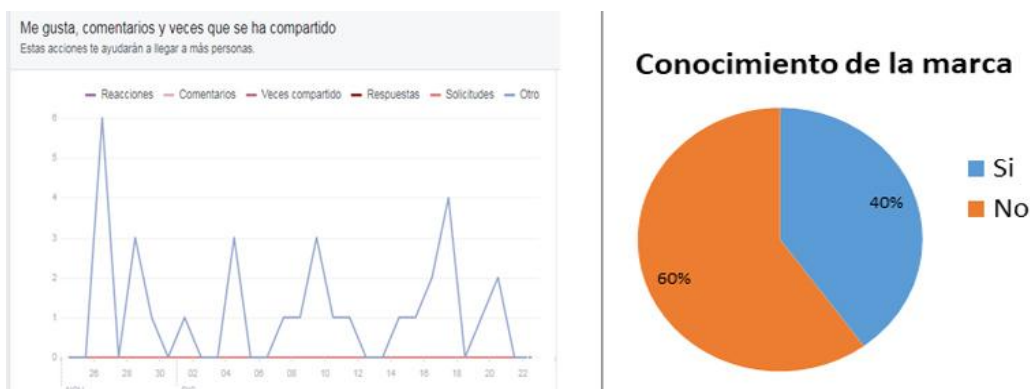 Me gusta, comentarios y veces que se ha compartido
Estas acciones te ayudarán a llegar a más personas.
Reacciones Comentarios Veces compartido Respuestas Solicitudes Otro
6
5
4
3
2
1
0
26 28 30 02 04 06 08 10 12 14 16 18 20 22
Conocimiento de la marca
40%
60%
Si
No